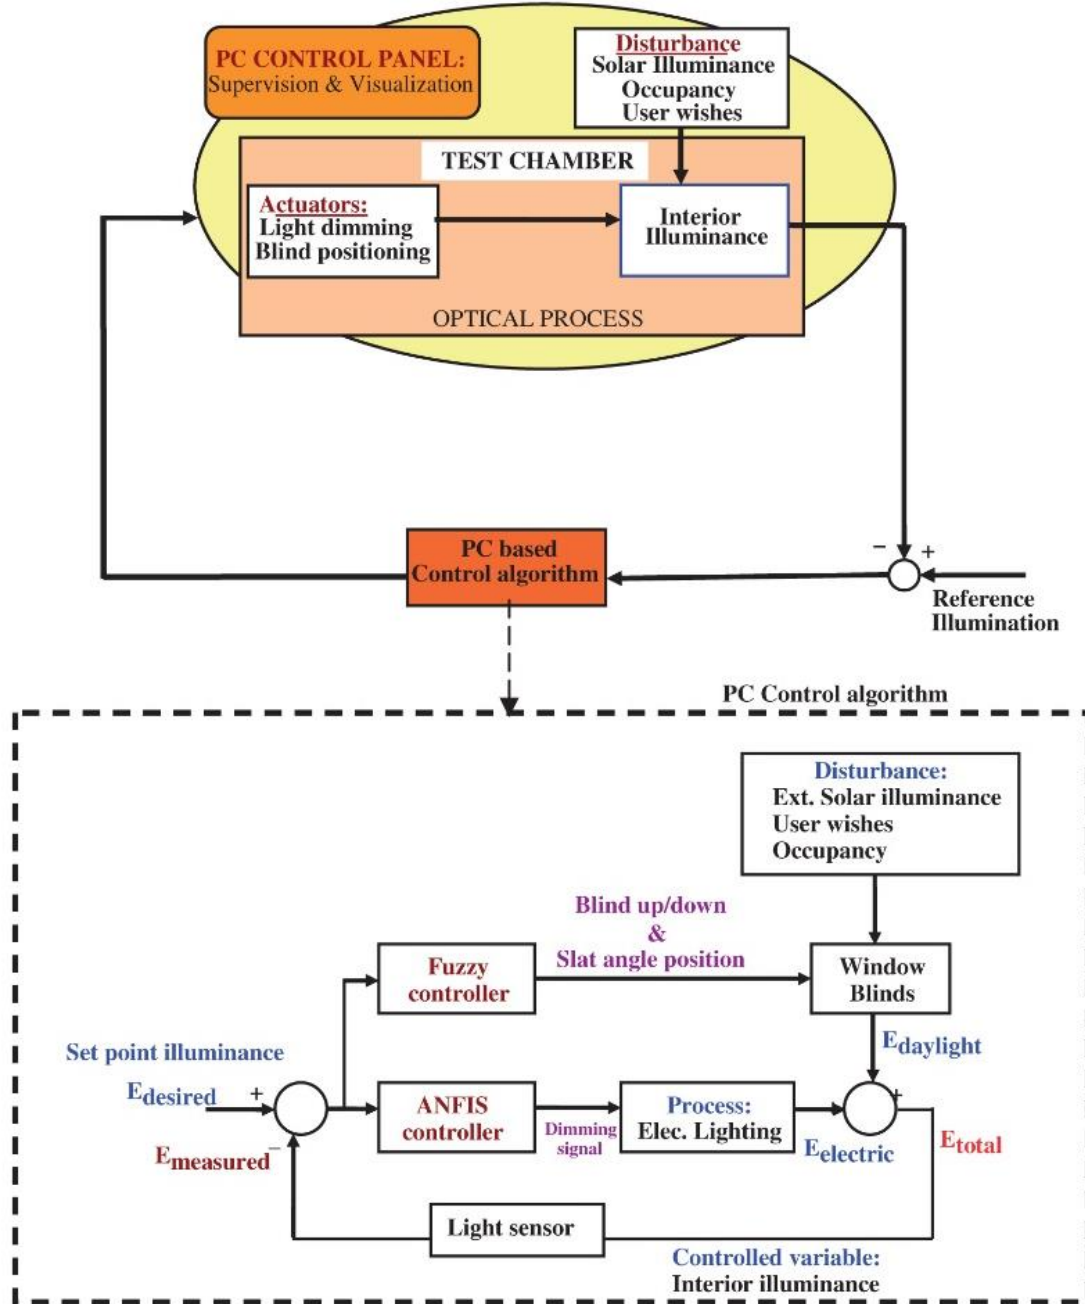 PC CONTROL PANEL:
Supervision & Visualization
Disturbance
Solar Illuminance
Occupancy
User wishes
TEST CHAMBER
Actuators:
Light dimming
Blind positioning
Interior
Illuminance
OPTICAL PROCESS
PC based
Control algorithm
− +
Reference
Illumination
PC Control algorithm
Disturbance:
Ext. Solar illuminance
User wishes
Occupancy
Blind up/down
&
Slat angle position
Fuzzy
controller
Window
Blinds
Set point illuminance
Edesired
+
Edaylight
ANFIS
controller
Dimming
signal
Process:
Elec. Lighting
+
Emeasured
−
Eelectric
Etotal
Light sensor
Controlled variable:
Interior illuminance